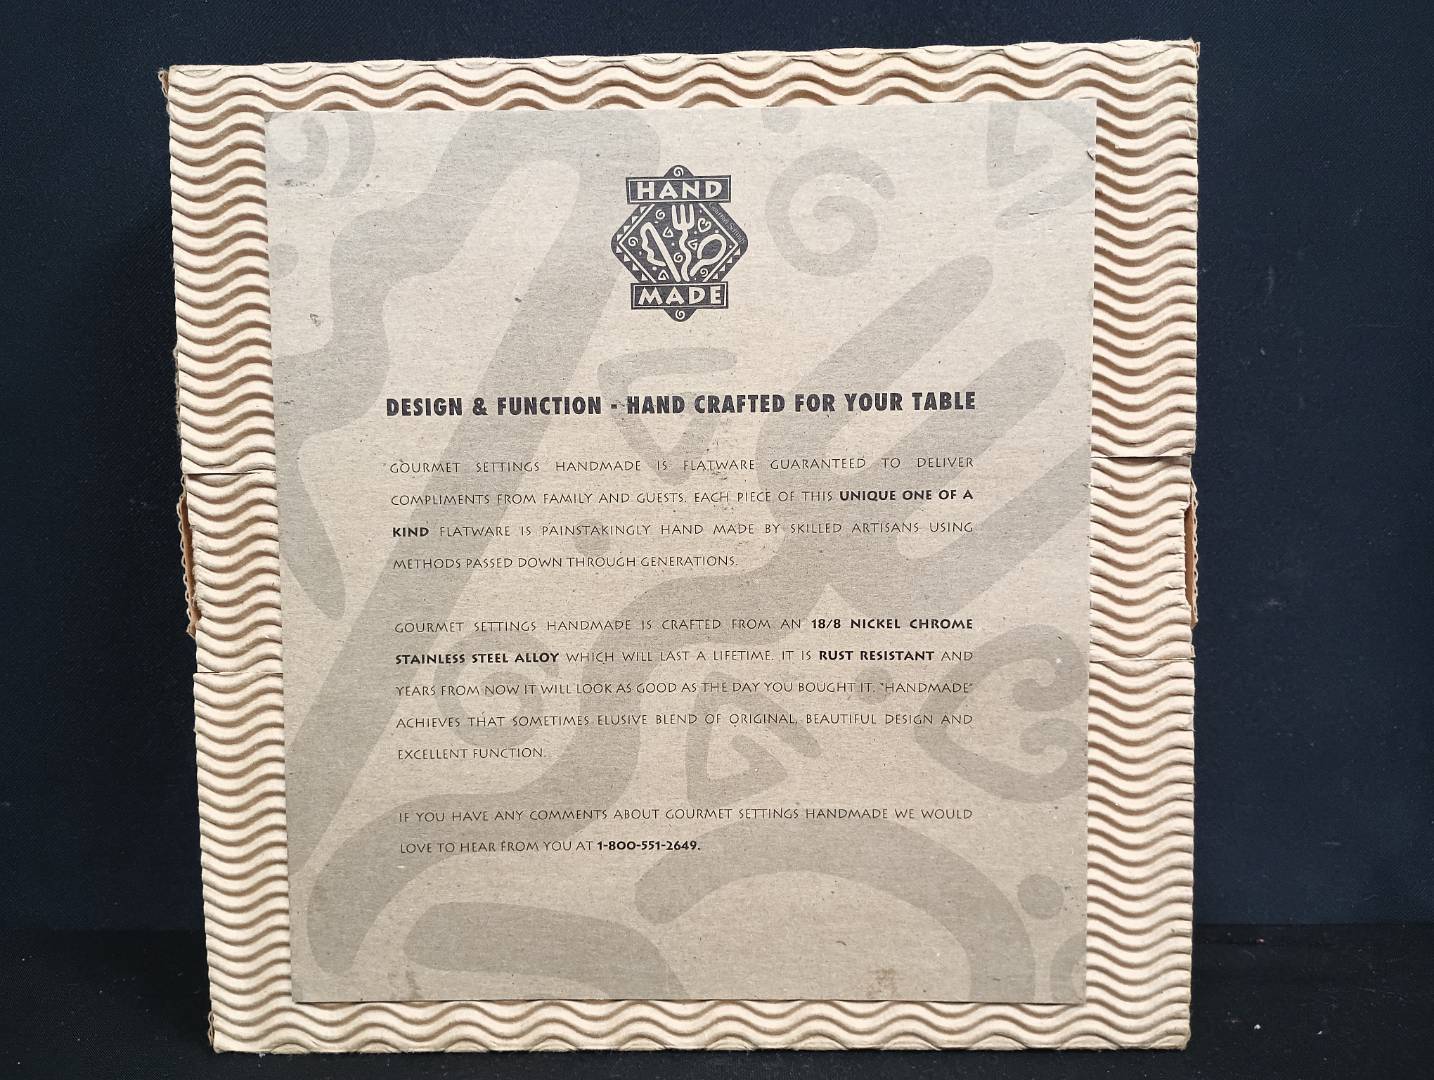 HAND
Gourmet Settings
MADE
DESIGN & FUNCTION - HAND CRAFTED FOR YOUR TABLE
GOURMET SETTINGS HANDMADE IS FLATWARE GUARANTEED TO DELIVER
COMPLIMENTS FROM FAMILY AND GUESTS. EACH PIECE OF THIS UNIQUE ONE OF A
KIND FLATWARE IS PAINSTAKINGLY HAND MADE BY SKILLED ARTISANS USING
METHODS PASSED DOWN THROUGH GENERATIONS.
GOURMET SETTINGS HANDMADE IS CRAFTED FROM AN 18/8 NICKEL CHROME
STAINLESS STEEL ALLOY WHICH WILL LAST A LIFETIME. IT IS RUST RESISTANT AND
YEARS FROM NOW IT WILL LOOK AS GOOD AS THE DAY YOU BOUGHT IT. "HANDMADE"
ACHIEVES THAT SOMETIMES ELUSIVE BLEND OF ORIGINAL, BEAUTIFUL DESIGN AND
EXCELLENT FUNCTION.
IF YOU HAVE ANY COMMENTS ABOUT GOURMET SETTINGS HANDMADE WE WOULD
LOVE TO HEAR FROM YOU AT 1-800-551-2649.